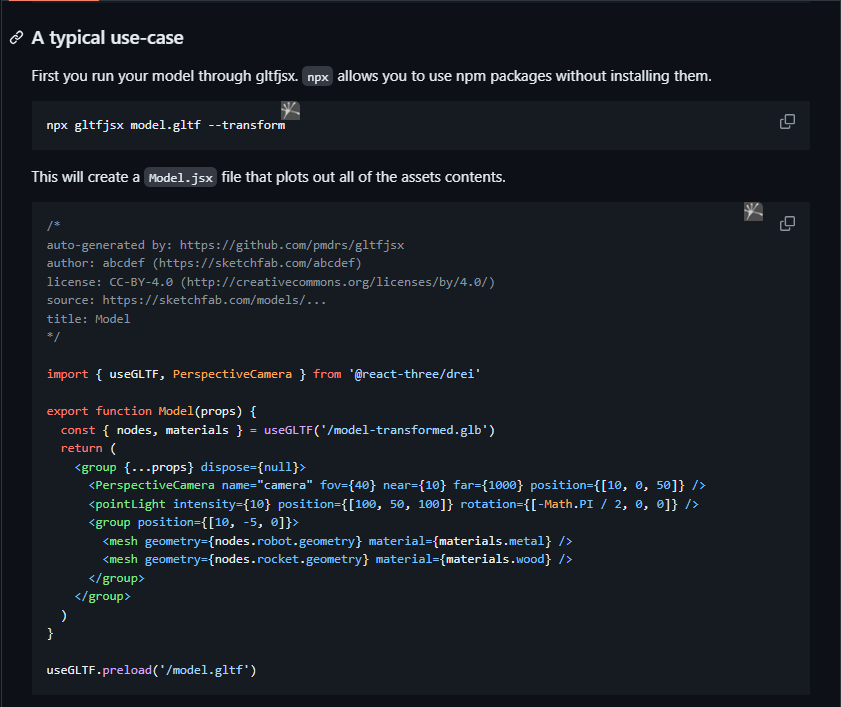 A typical use-case
First you run your model through gltfjsx. npx allows you to use npm packages without installing them.
npx gltfjsx model.gltf --transform
This will create a Model.jsx file that plots out all of the assets contents.
/*
auto-generated by: https://github.com/pmdrs/gltfjsx
author: abcdef (https://sketchfab.com/abcdef)
license: CC-BY-4.0 (http://creativecommons.org/licenses/by/4.0/)
source: https://sketchfab.com/models/...
title: Model
*/
import { useGLTF, PerspectiveCamera } from '@react-three/drei'
export function Model(props) {
  const { nodes, materials } = useGLTF('/model-transformed.glb')
  return (
    <group {...props} dispose={null}>
      <PerspectiveCamera name="camera" fov={40} near={10} far={1000} position={[10, 0, 50]} />
      <pointLight intensity={10} position={[100, 50, 100]} rotation={[-Math.PI / 2, 0, 0]} />
      <group position={[10, -5, 0]}>
        <mesh geometry={nodes.robot.geometry} material={materials.metal} />
        <mesh geometry={nodes.rocket.geometry} material={materials.wood} />
      </group>
    </group>
  )
}
useGLTF.preload('/model.gltf')